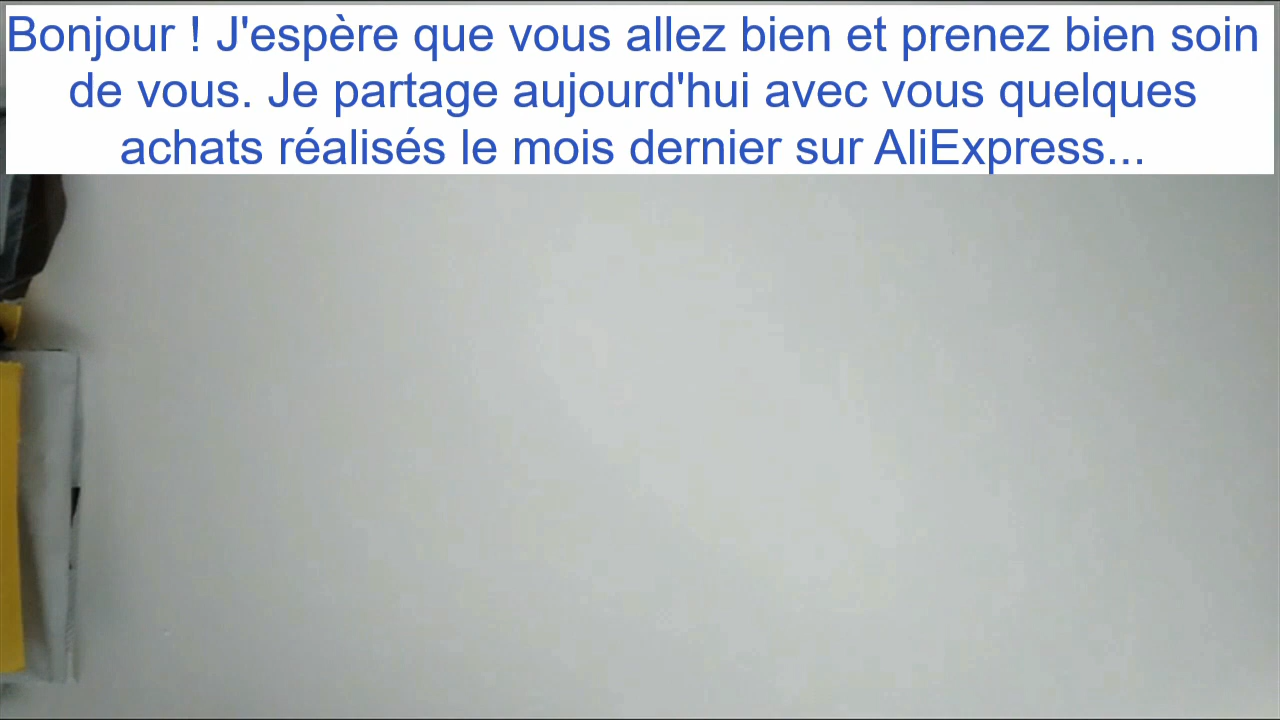 Bonjour ! J'espère que vous allez bien et prenez bien soin
de vous. Je partage aujourd'hui avec vous quelques
achats réalisés le mois dernier sur AliExpress...